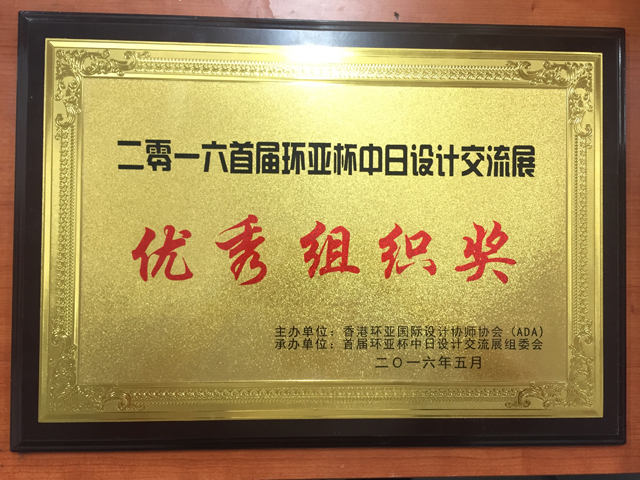 二零一六首届环亚杯中日设计交流展
优秀组织奖
主办单位：香港环亚国际设计协师协会（ADA）
承办单位：首届环亚杯中日设计交流展组委会
二〇一六年五月